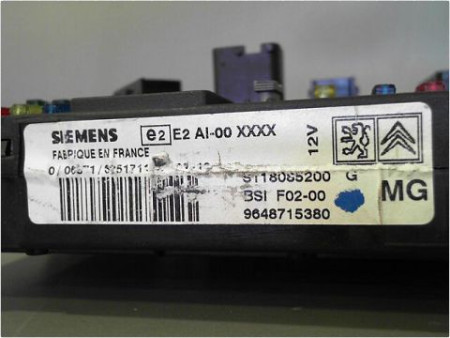 SIEMENS e2 E2 AI-00 XXXX 12V
FABRIQUE EN FRANCE
S118085200 G
BSI F02-00 MG
9648715380